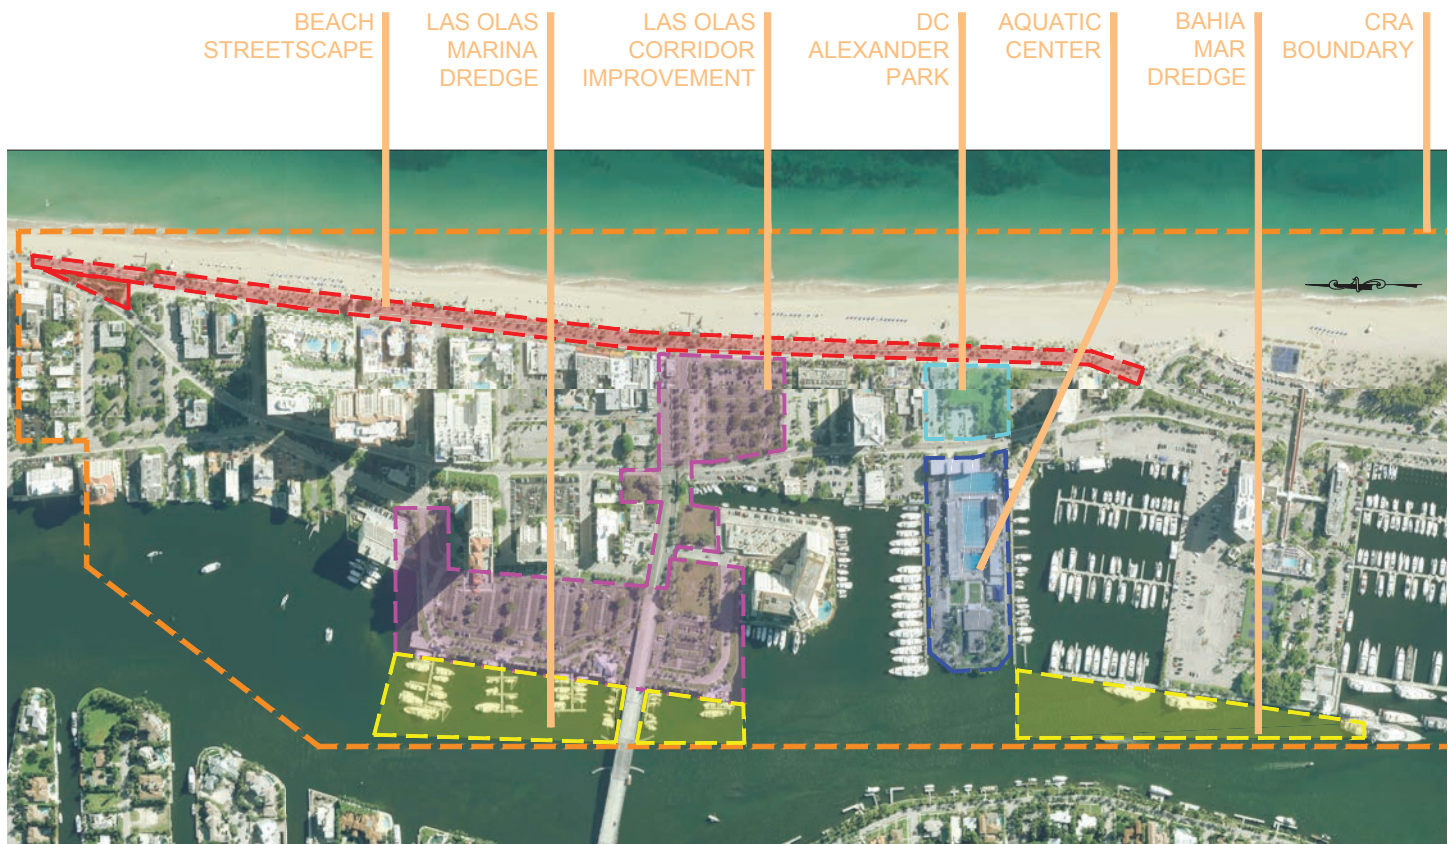 BEACH
STREETSCAPE
LAS OLAS
MARINA
DREDGE
LAS OLAS
CORRIDOR
IMPROVEMENT
DC
ALEXANDER
PARK
AQUATIC
CENTER
BAHIA
MAR
DREDGE
CRA
BOUNDARY